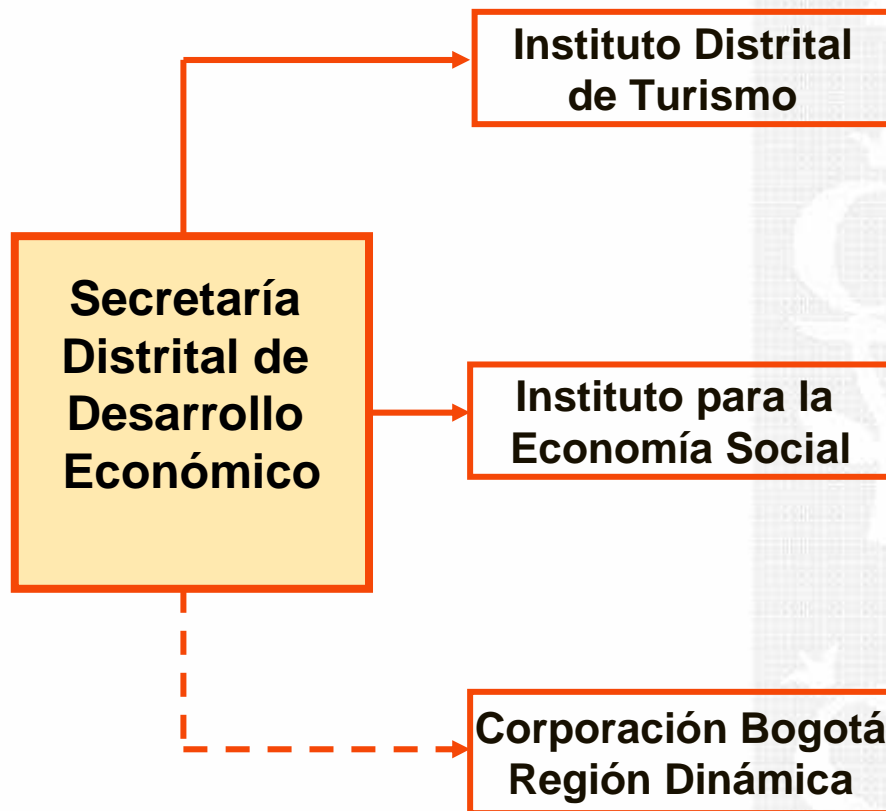 Instituto Distrital
de Turismo
Secretaría
Distrital de
Desarrollo
Económico
Instituto para la
Economía Social
Corporación Bogotá
Región Dinámica